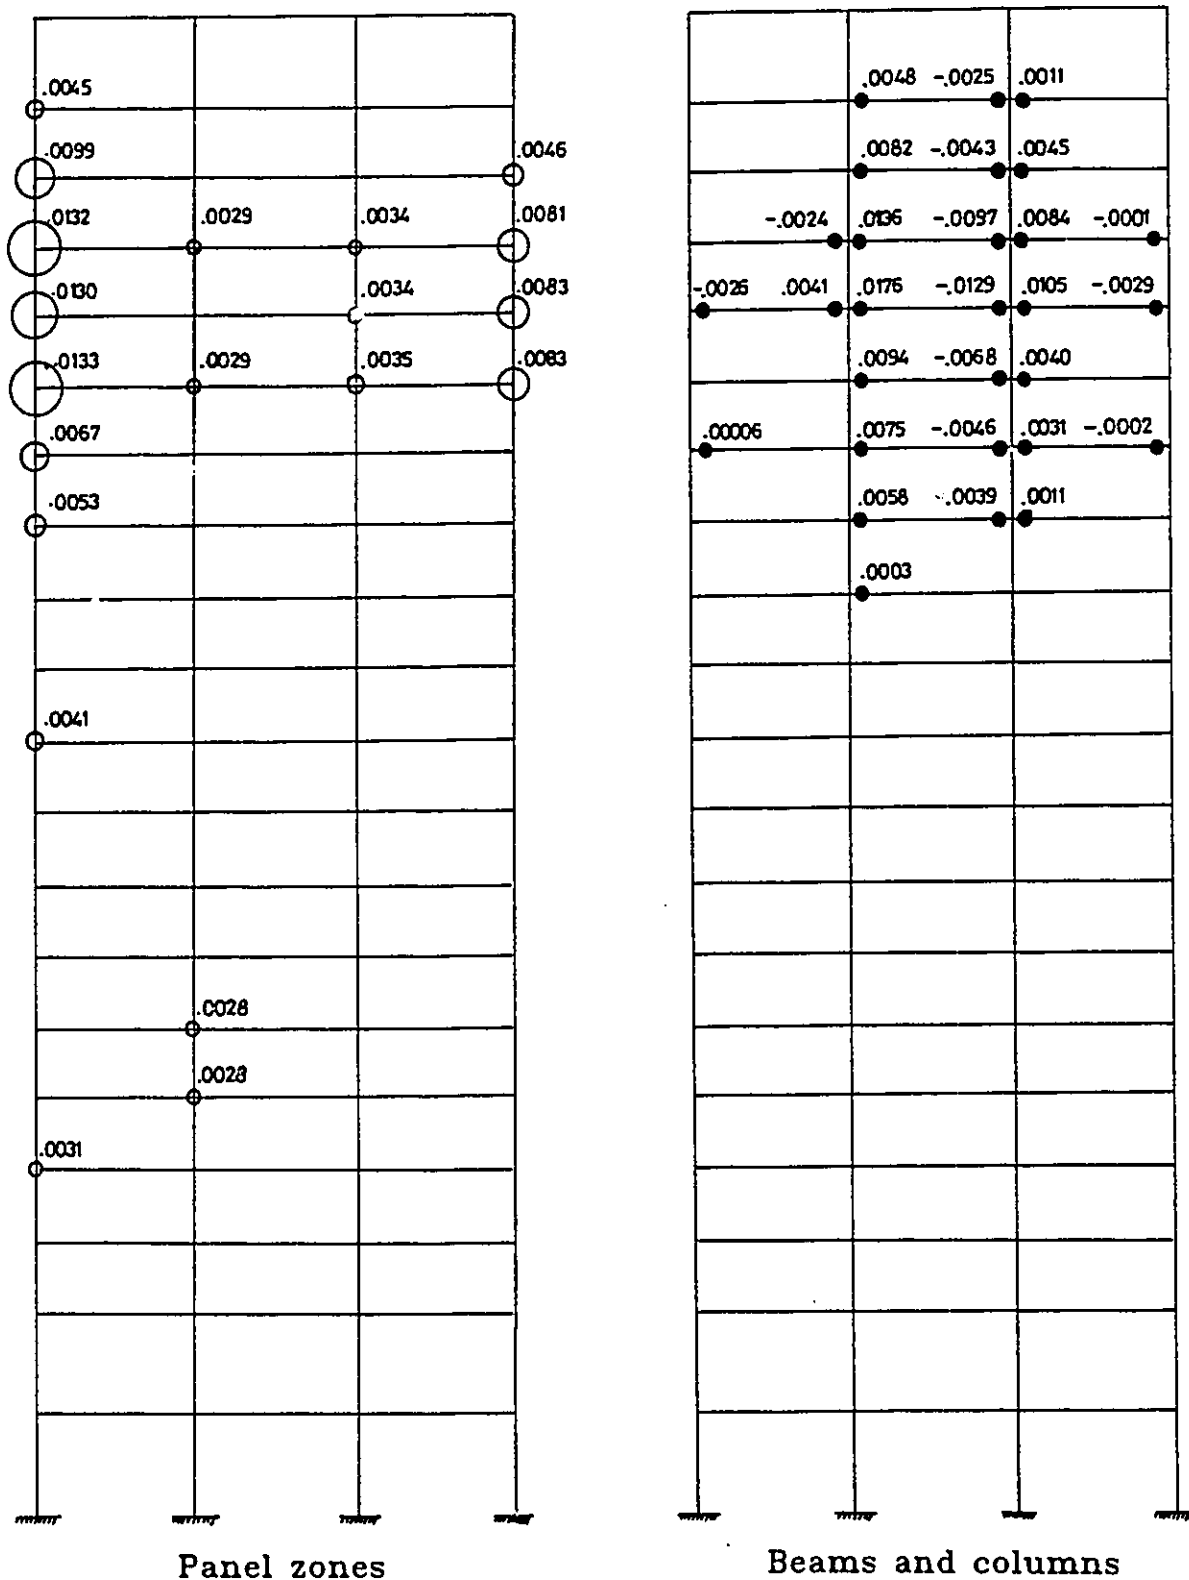 .0045
.0099 .0046
.0132 .0029 .0034 .0081
.0130 .0034 .0083
.0133 .0029 .0035 .0083
.0067
.0053
.0041
.0028
.0028
.0031
Panel zones
.0048 -.0025 .0011
.0082 -.0043 .0045
-.0024 .0136 -.0097 .0084 -.0001
-.0026 .0041 .0176 -.0129 .0105 -.0029
.0094 -.0068 .0040
.00006 .0075 -.0046 .0031 -.0002
.0058 -.0039 .0011
.0003
Beams and columns